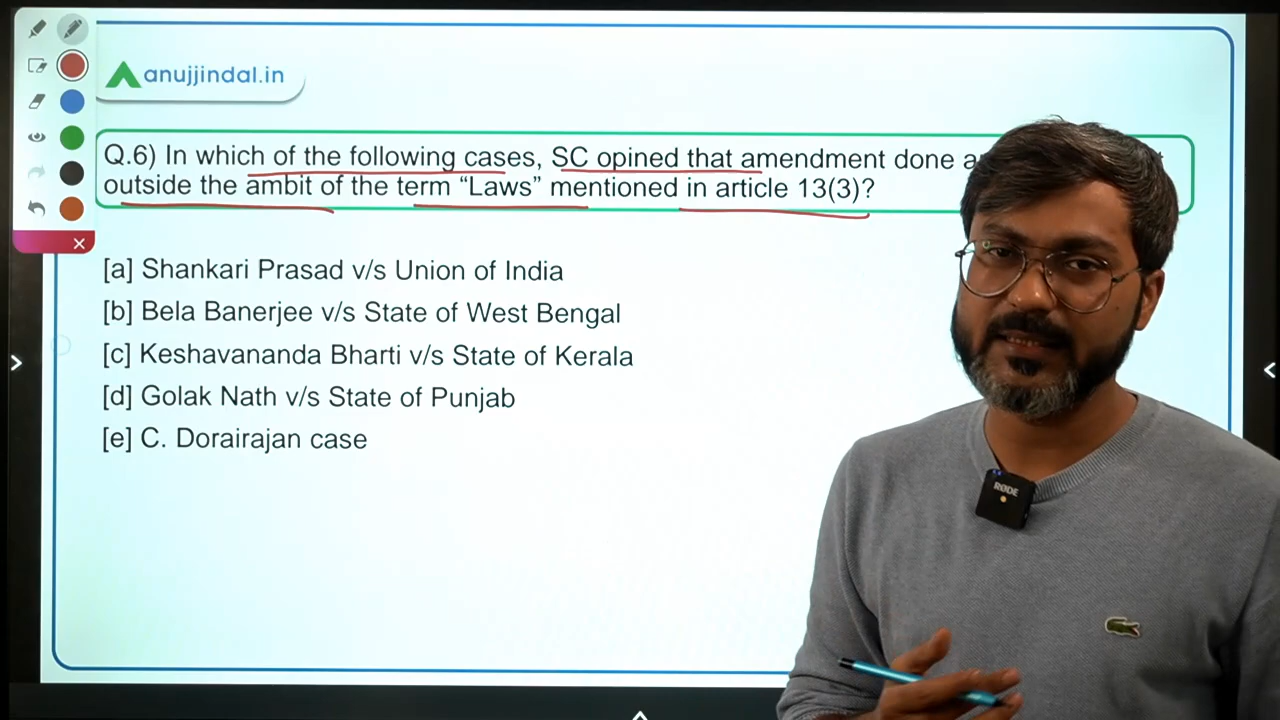 anujjindal.in
Q.6) In which of the following cases, SC opined that amendment done
outside the ambit of the term “Laws” mentioned in article 13(3)?
[a] Shankari Prasad v/s Union of India
[b] Bela Banerjee v/s State of West Bengal
[c] Keshavananda Bharti v/s State of Kerala
[d] Golak Nath v/s State of Punjab
[e] C. Dorairajan case
RØDE